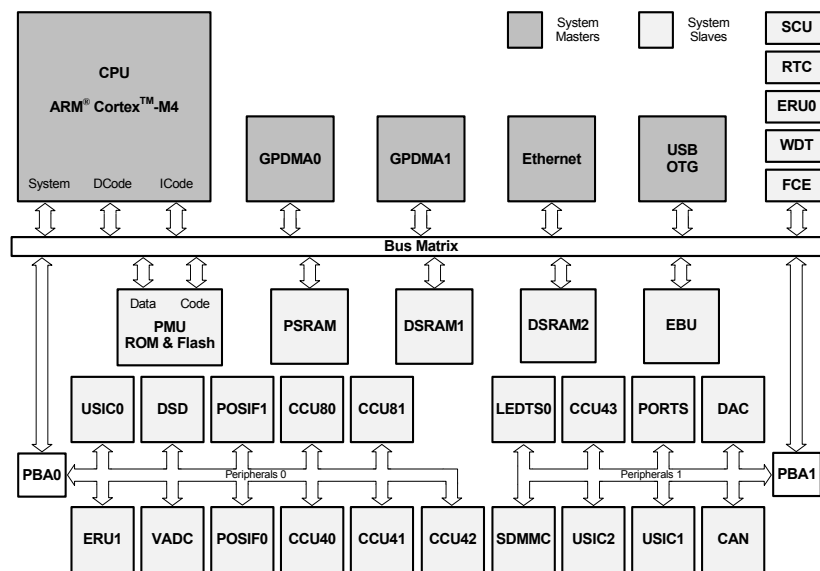 CPU
ARM® Cortex™-M4
System DCode ICode
GPDMA0
GPDMA1
Ethernet
USB
OTG
System
Masters
System
Slaves
SCU
RTC
ERU0
WDT
FCE
Bus Matrix
Data Code
PMU
ROM & Flash
PSRAM
DSRAM1
DSRAM2
EBU
USIC0
DSD
POSIF1
CCU80
CCU81
LEDTS0
CCU43
PORTS
DAC
PBA0
Peripherals 0
Peripherals 1
PBA1
ERU1
VADC
POSIF0
CCU40
CCU41
CCU42
SDMMC
USIC2
USIC1
CAN